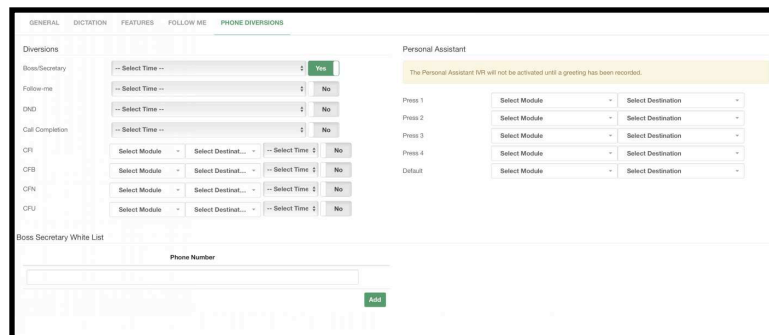 GENERAL DICTATION FEATURES FOLLOW ME PHONE DIVERSIONS
Diversions
Boss/Secretary -- Select Time -- Yes
Follow-me -- Select Time -- No
DND -- Select Time -- No
Call Completion -- Select Time -- No
CFI Select Module Select Destinat... -- Select Time No
CFB Select Module Select Destinat... -- Select Time No
CFN Select Module Select Destinat... -- Select Time No
CFU Select Module Select Destinat... -- Select Time No
Personal Assistant
The Personal Assistant IVR will not be activated until a greeting has been recorded.
Press 1 Select Module Select Destination
Press 2 Select Module Select Destination
Press 3 Select Module Select Destination
Press 4 Select Module Select Destination
Default Select Module Select Destination
Boss Secretary White List
Phone Number
Add